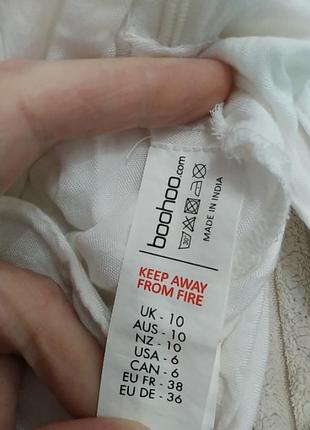 boohoo.com
MADE IN INDIA
KEEP AWAY
FROM FIRE
UK - 10
AUS - 10
NZ - 10
USA - 6
CAN - 6
EU FR - 38
EU DE - 36